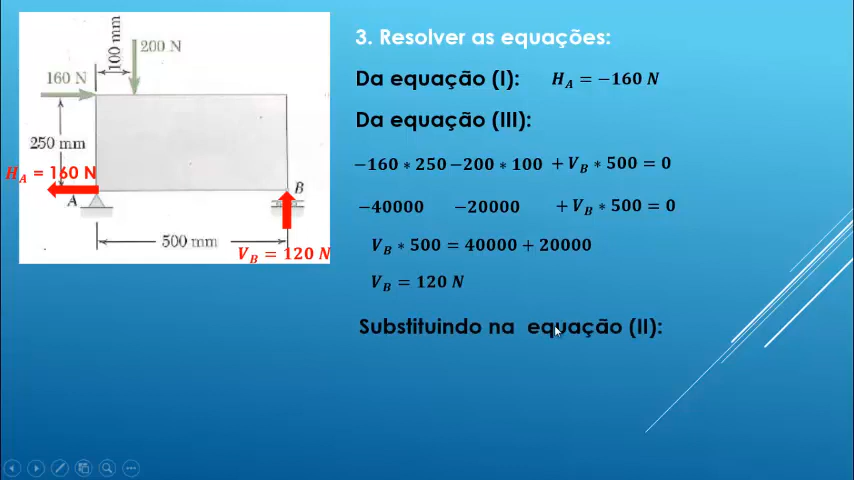 3. Resolver as equações:
Da equação (I): H_A = −160 N
Da equação (III):
−160 * 250 −200 * 100 + V_B * 500 = 0
−40000 −20000 + V_B * 500 = 0
V_B * 500 = 40000 + 20000
V_B = 120 N
Substituindo na equação (II):
100 mm
200 N
160 N
250 mm
H_A = 160 N
A
B
500 mm
V_B = 120 N